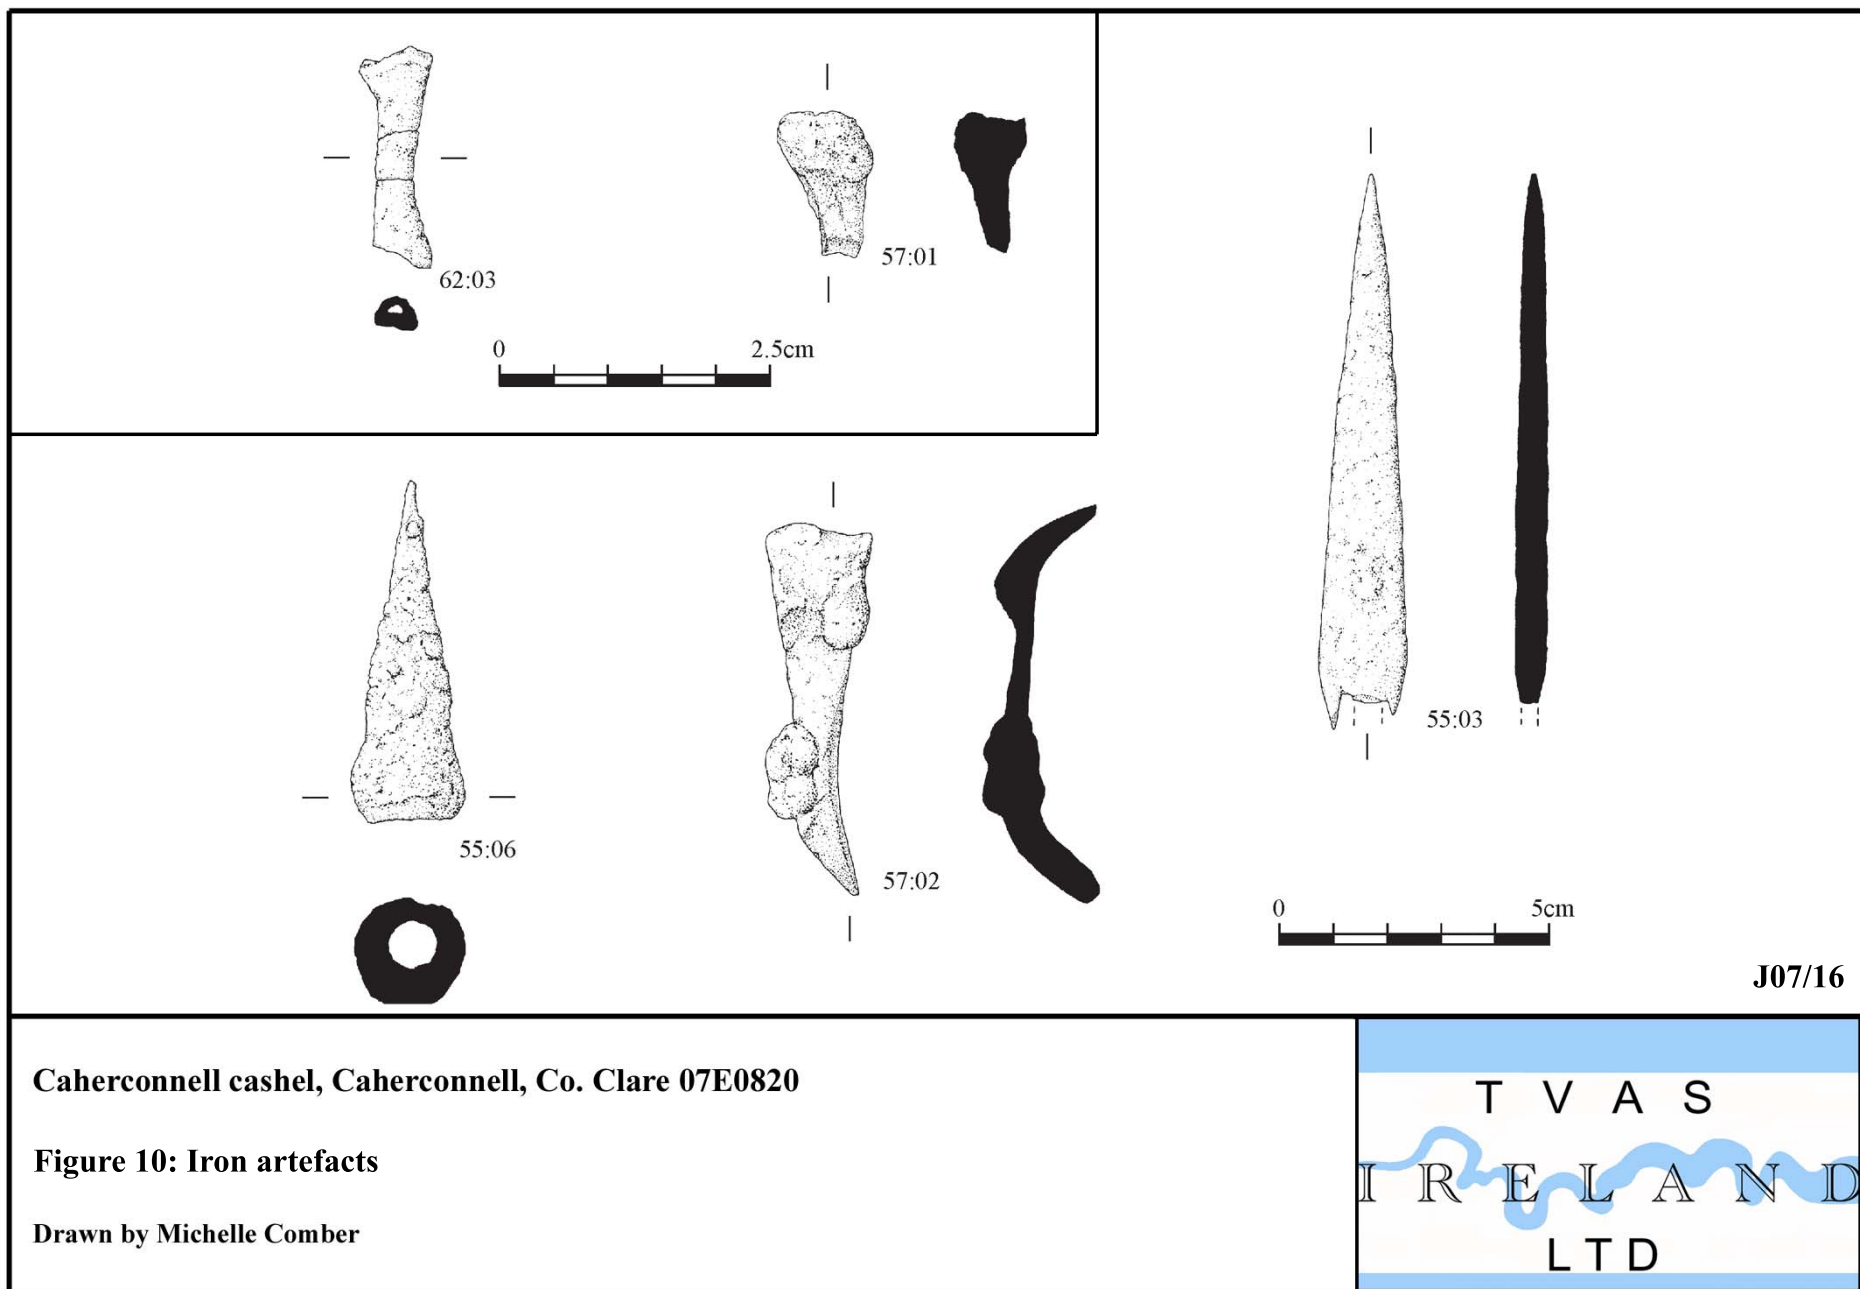 62:03
57:01
0 2.5cm
55:06
57:02
55:03
0 5cm
J07/16
Caherconnell cashel, Caherconnell, Co. Clare 07E0820
Figure 10: Iron artefacts
Drawn by Michelle Comber
T V A S
I R E L A N D
L T D